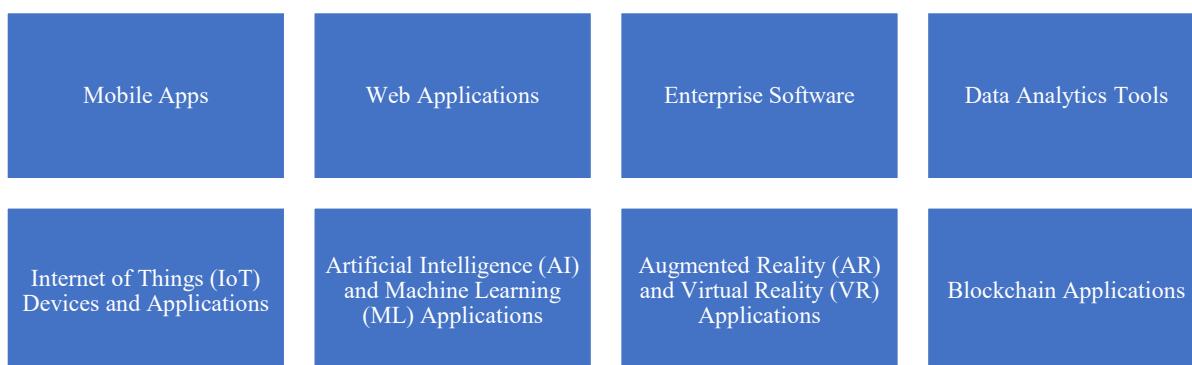 Mobile Apps
Web Applications
Enterprise Software
Data Analytics Tools
Internet of Things (IoT)
Devices and Applications
Artificial Intelligence (AI)
and Machine Learning
(ML) Applications
Augmented Reality (AR)
and Virtual Reality (VR)
Applications
Blockchain Applications